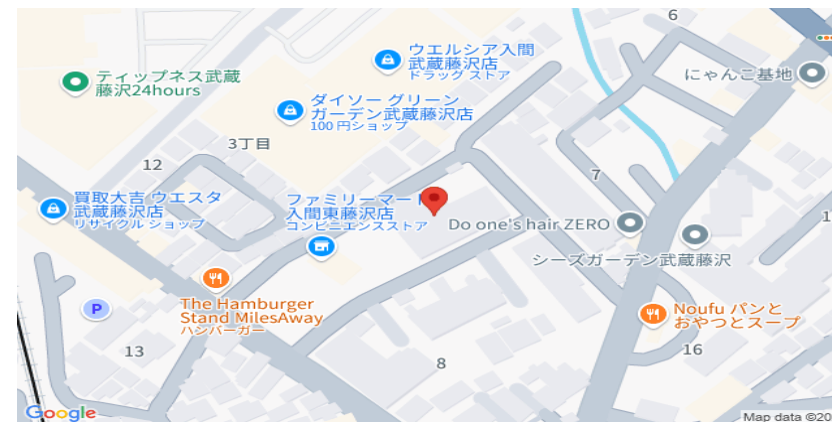 6
ウエルシア入間
武蔵藤沢店
ドラッグ ストア
にゃんこ基地
ティップネス武蔵
藤沢24hours
ダイソー グリーン
ガーデン武蔵藤沢店
100 円ショップ
3丁目
12
7
買取大吉 ウエスタ
武蔵藤沢店
リサイクル ショップ
ファミリーマート
入間東藤沢店
コンビニエンスストア
Do one's hair ZERO
シーズガーデン武蔵藤沢
The Hamburger
Stand MilesAway
ハンバーガー
P
Noufu パンと
おやつとスープ
13
8
16
Google
Map data ©20